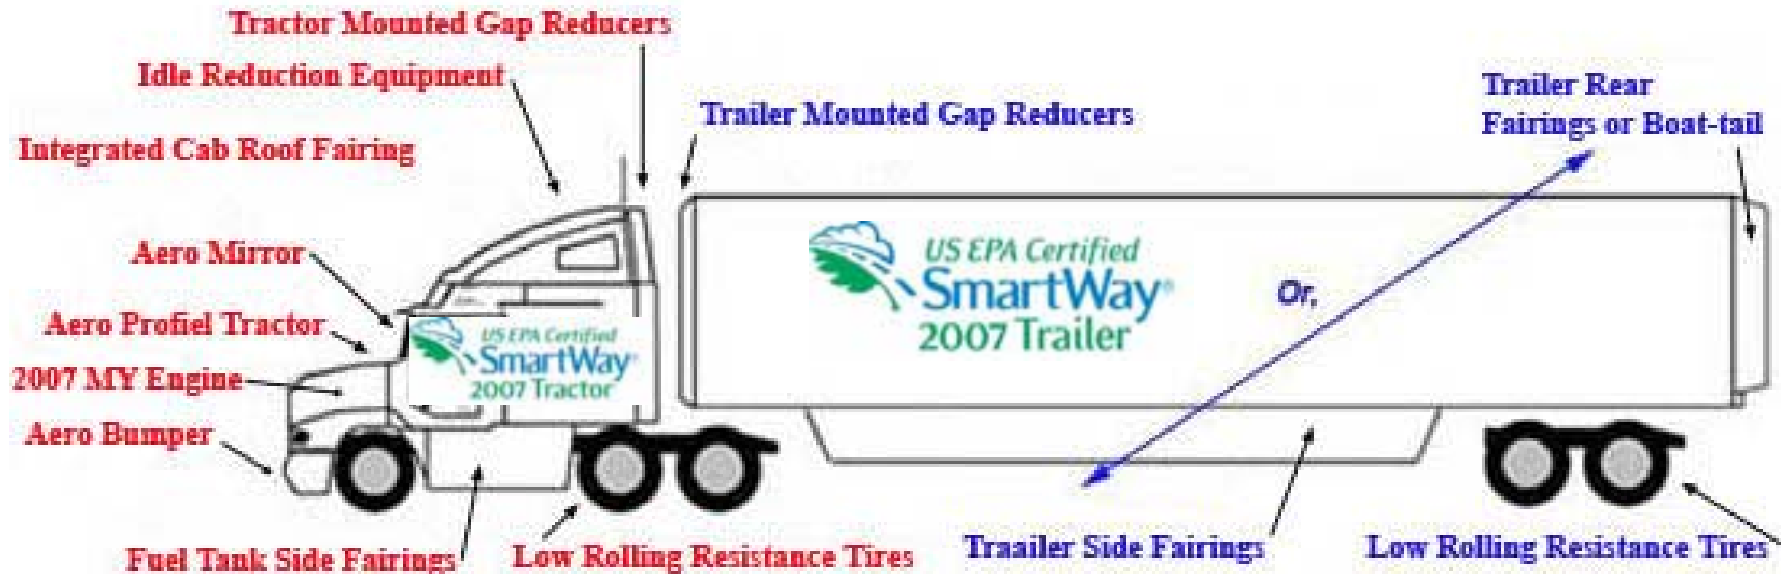 Tractor Mounted Gap Reducers
Idle Reduction Equipment
Trailer Rear
Fairings or Boat-tail
Trailer Mounted Gap Reducers
Integrated Cab Roof Fairing
Aero Mirror
US EPA Certified
SmartWay®
2007 Trailer
Or,
Aero Profiel Tractor
US EPA Certified
SmartWay®
2007 Tractor
2007 MY Engine
Aero Bumper
Fuel Tank Side Fairings
Low Rolling Resistance Tires
Traailer Side Fairings
Low Rolling Resistance Tires